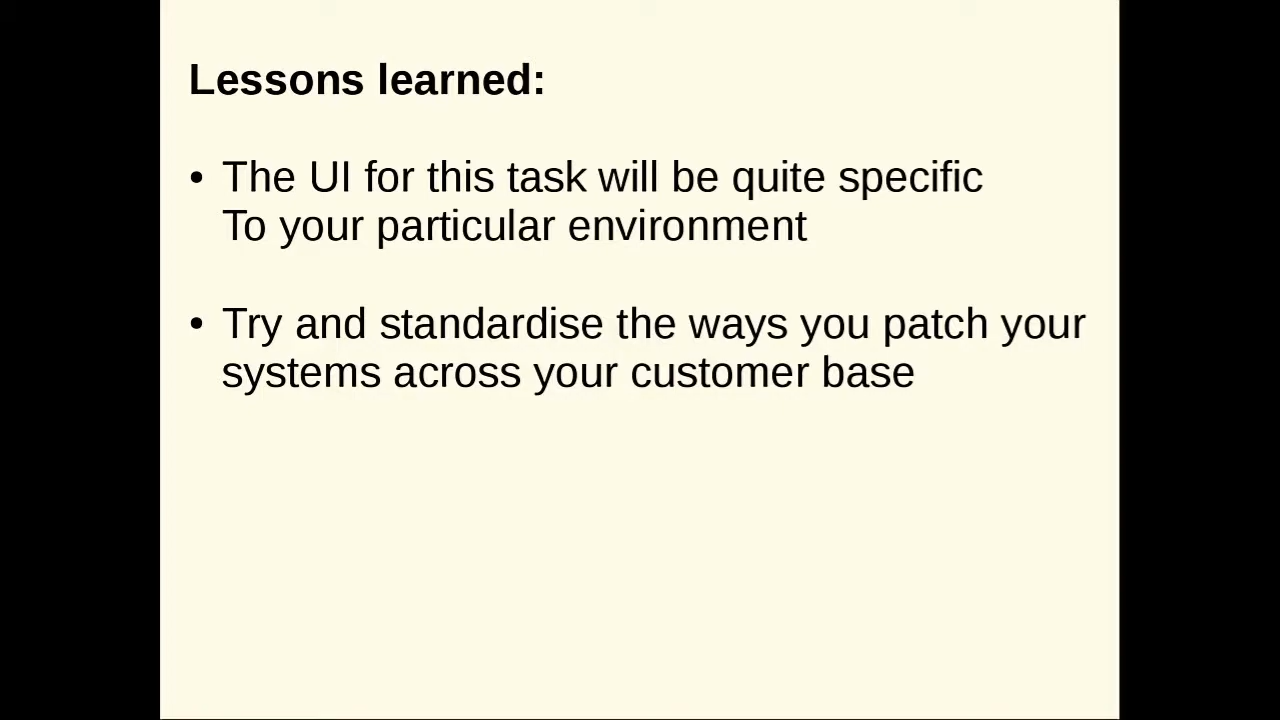 Lessons learned:
• The UI for this task will be quite specific
To your particular environment
• Try and standardise the ways you patch your
systems across your customer base